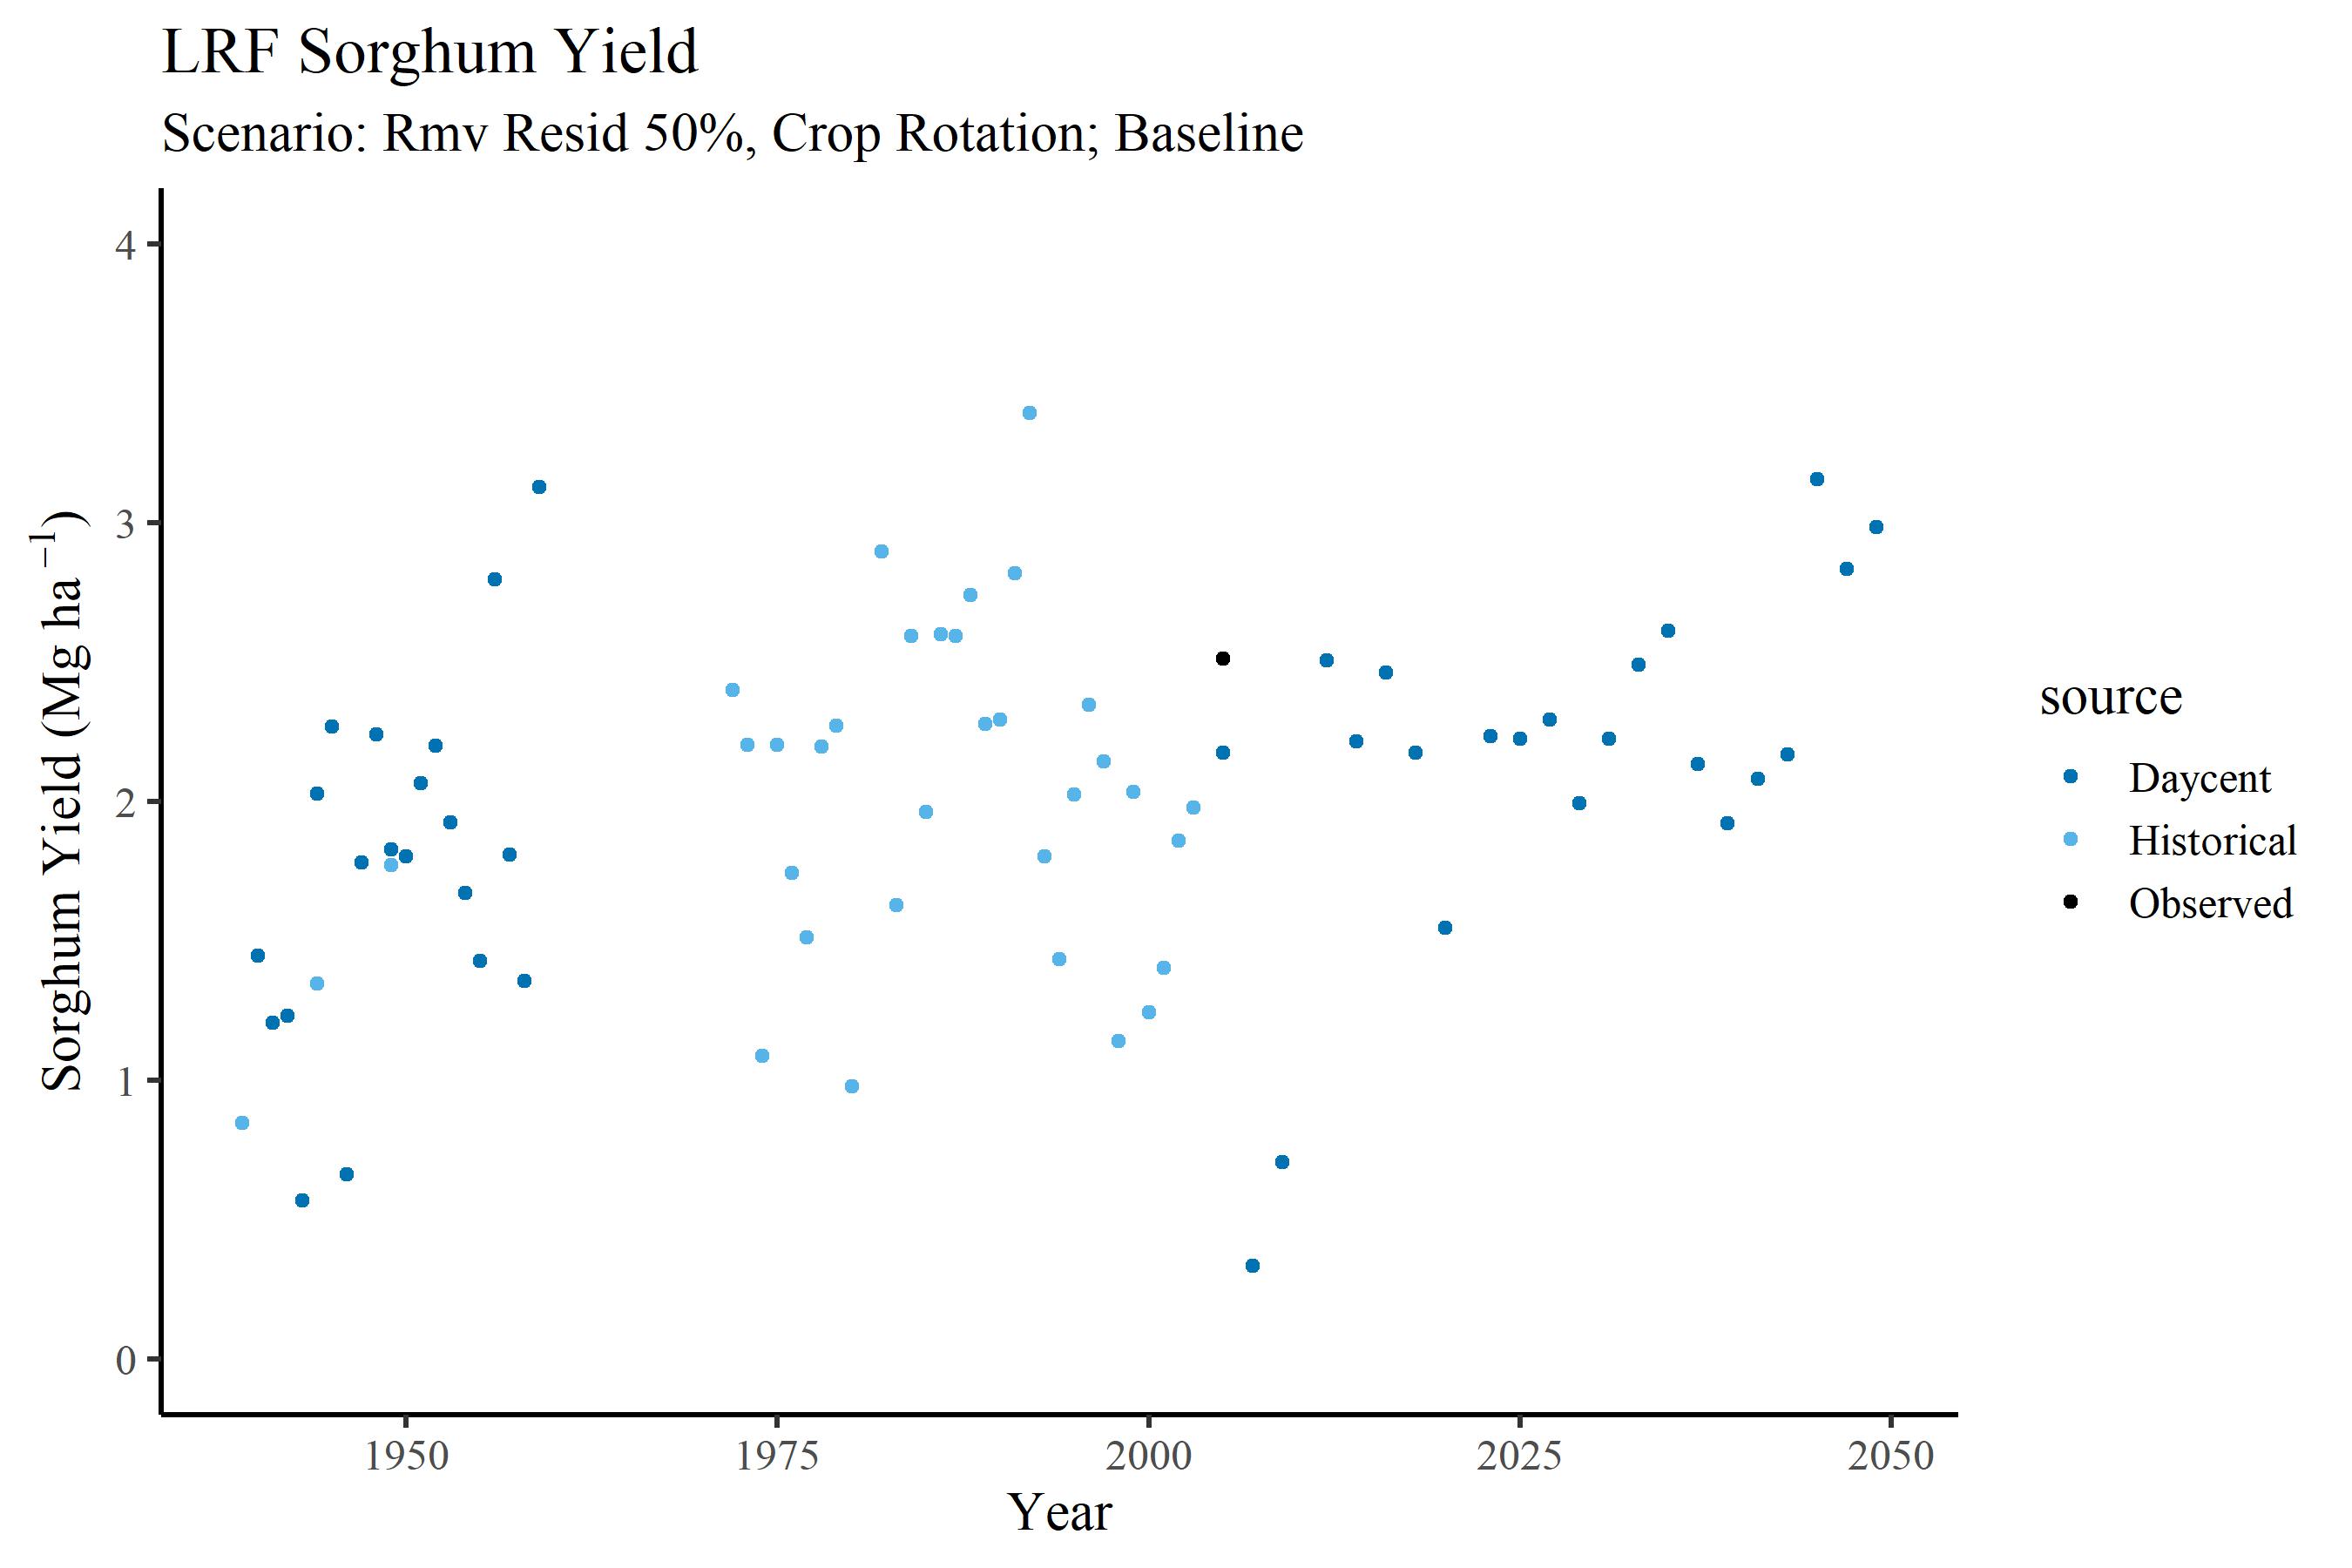 LRF Sorghum Yield
Scenario: Rmv Resid 50%, Crop Rotation; Baseline
Sorghum Yield (Mg ha⁻¹)
4
3
2
1
0
1950 1975 2000 2025 2050
Year
source
Daycent
Historical
Observed